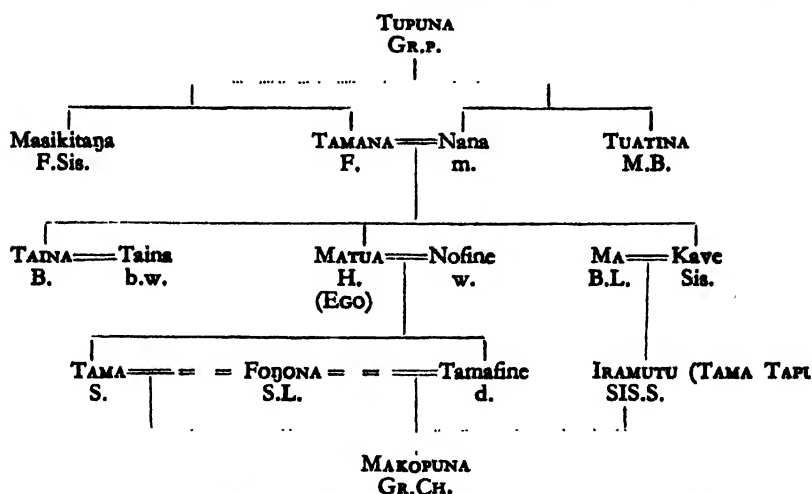 TUPUNA
GR.P.
Masikitaŋa TAMANA Nana TUATINA
F.Sis. F. m. M.B.
TAINA Taina MATUA Nofine MA Kave
B. b.w. H. w. B.L. Sis.
(EGO)
TAMA FOŊONA Tamafine IRAMUTU (TAMA TAPU
S. S.L. d. SIS.S.
MAKOPUNA
GR.CH.